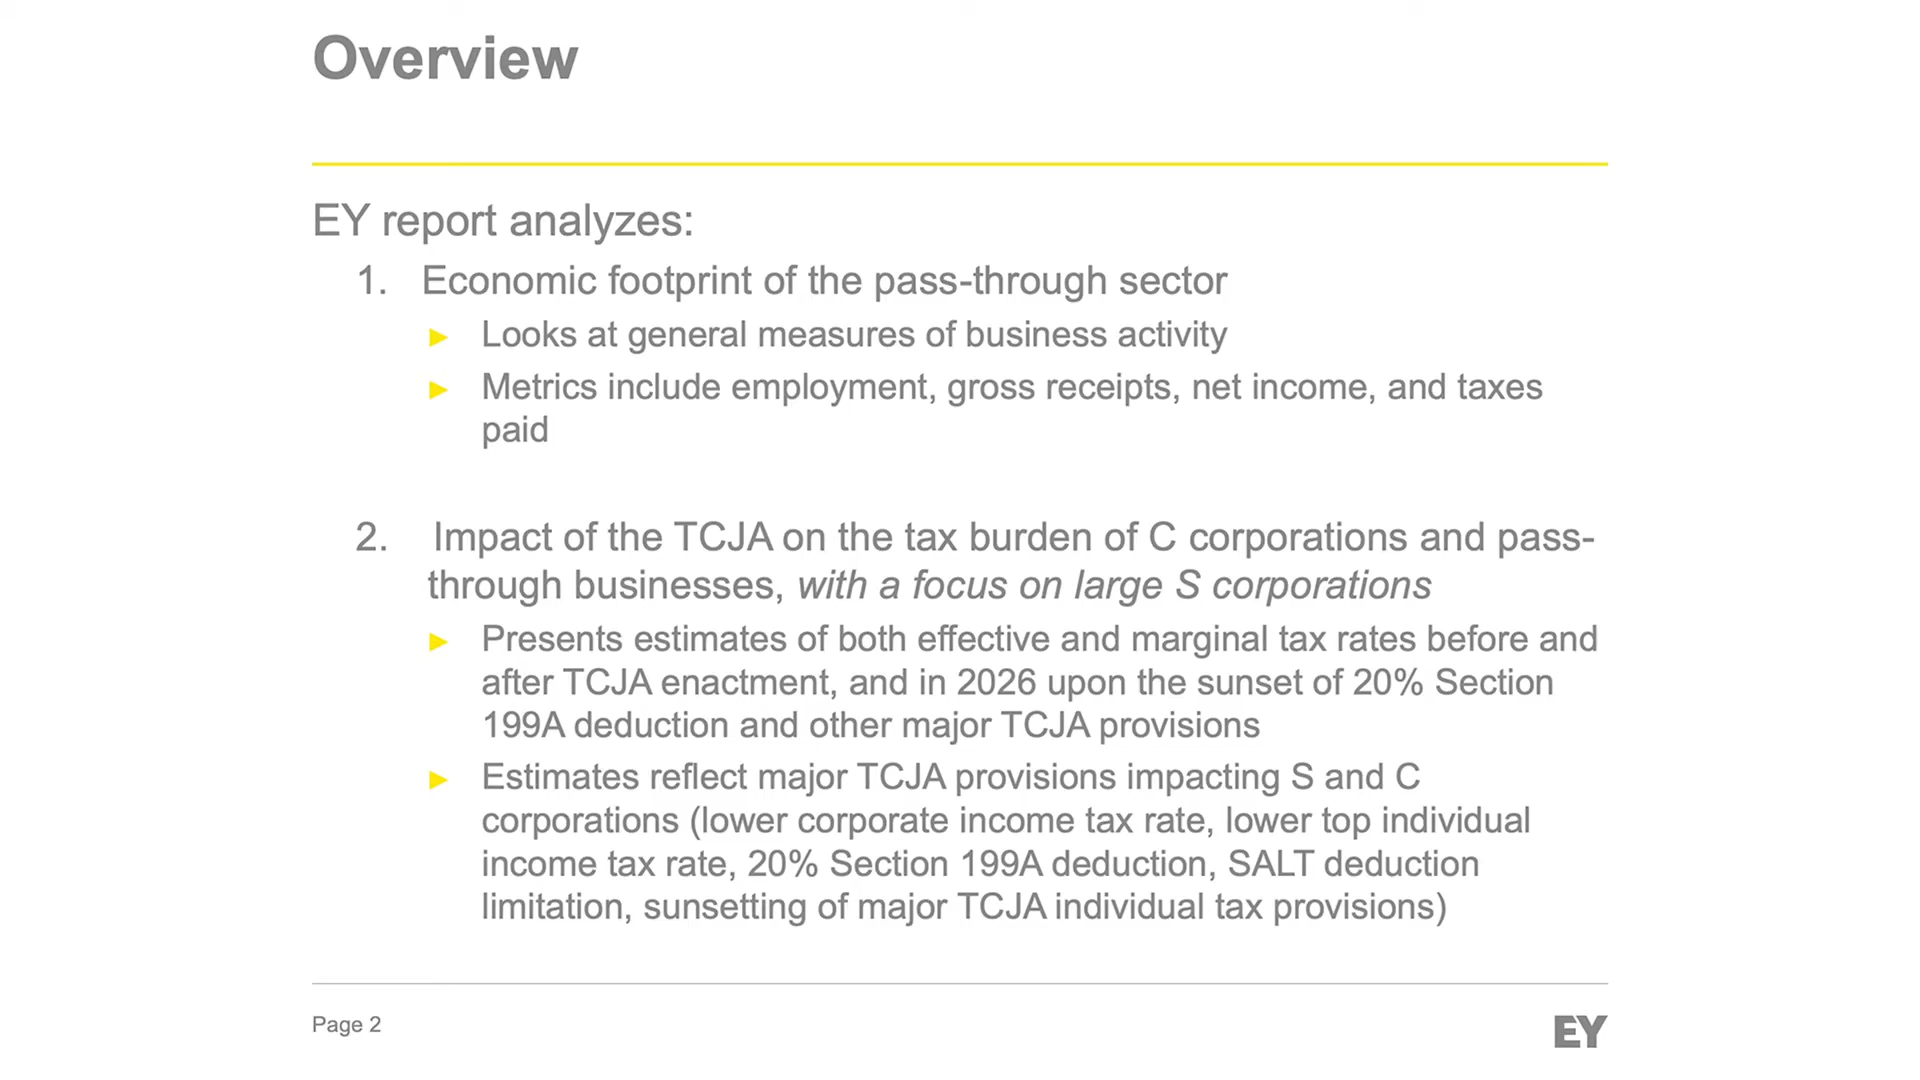 Overview
EY report analyzes:
1. Economic footprint of the pass-through sector
► Looks at general measures of business activity
► Metrics include employment, gross receipts, net income, and taxes
paid
2. Impact of the TCJA on the tax burden of C corporations and pass-
through businesses, with a focus on large S corporations
► Presents estimates of both effective and marginal tax rates before and
after TCJA enactment, and in 2026 upon the sunset of 20% Section
199A deduction and other major TCJA provisions
► Estimates reflect major TCJA provisions impacting S and C
corporations (lower corporate income tax rate, lower top individual
income tax rate, 20% Section 199A deduction, SALT deduction
limitation, sunsetting of major TCJA individual tax provisions)
Page 2
EY